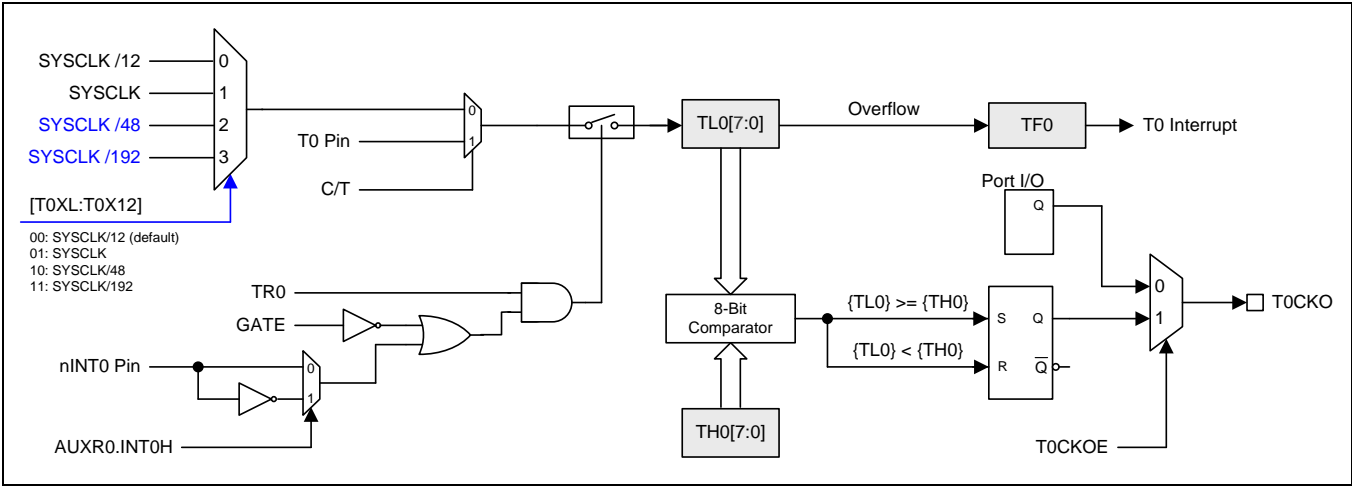 SYSCLK /12
0
SYSCLK
1
SYSCLK /48
2
SYSCLK /192
3
[T0XL:T0X12]
00: SYSCLK/12 (default)
01: SYSCLK
10: SYSCLK/48
11: SYSCLK/192
0
T0 Pin
1
C/T
TL0[7:0]
Overflow
TF0
T0 Interrupt
Port I/O
Q
TR0
GATE
nINT0 Pin
0
1
AUXR0.INT0H
8-Bit
Comparator
TH0[7:0]
{TL0} >= {TH0}
{TL0} < {TH0}
S
Q
R
Q
0
1
T0CKO
T0CKOE